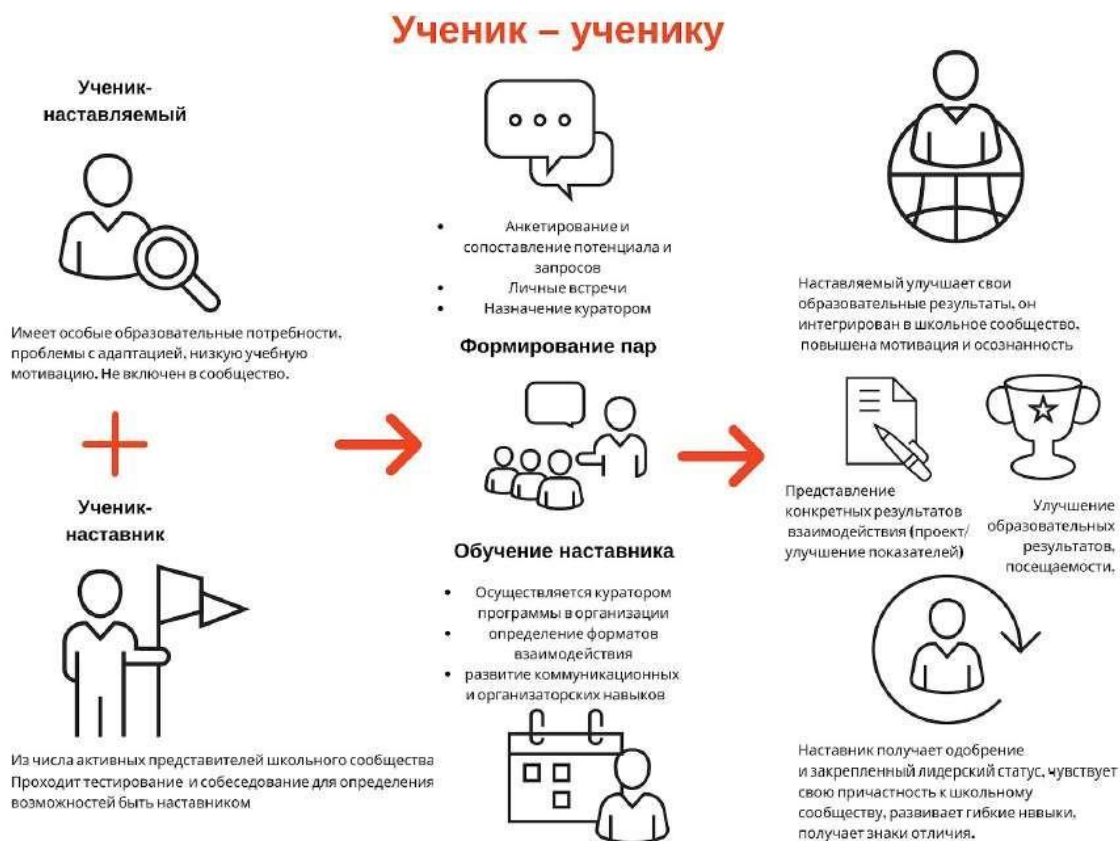 Ученик – ученику
Ученик-
наставляемый
Имеет особые образовательные потребности,
проблемы с адаптацией, низкую учебную
мотивацию. Не включен в сообщество.
Ученик-
наставник
Из числа активных представителей школьного сообщества
Проходит тестирование и собеседование для определения
возможностей быть наставником
• Анкетирование и
сопоставление потенциала и
запросов
• Личные встречи
• Назначение куратором
Формирование пар
Обучение наставника
• Осуществляется куратором
программы в организации
• определение форматов
взаимодействия
• развитие коммуникационных
и организаторских навыков
Наставляемый улучшает свои
образовательные результаты, он
интегрирован в школьное сообщество,
повышена мотивация и осознанность
Представление
конкретных результатов
взаимодействия (проект/
улучшение показателей)
Улучшение
образовательных
результатов,
посещаемости.
Наставник получает одобрение
и закрепленный лидерский статус, чувствует
свою причастность к школьному
сообществу, развивает гибкие нввыки,
получает знаки отличия.